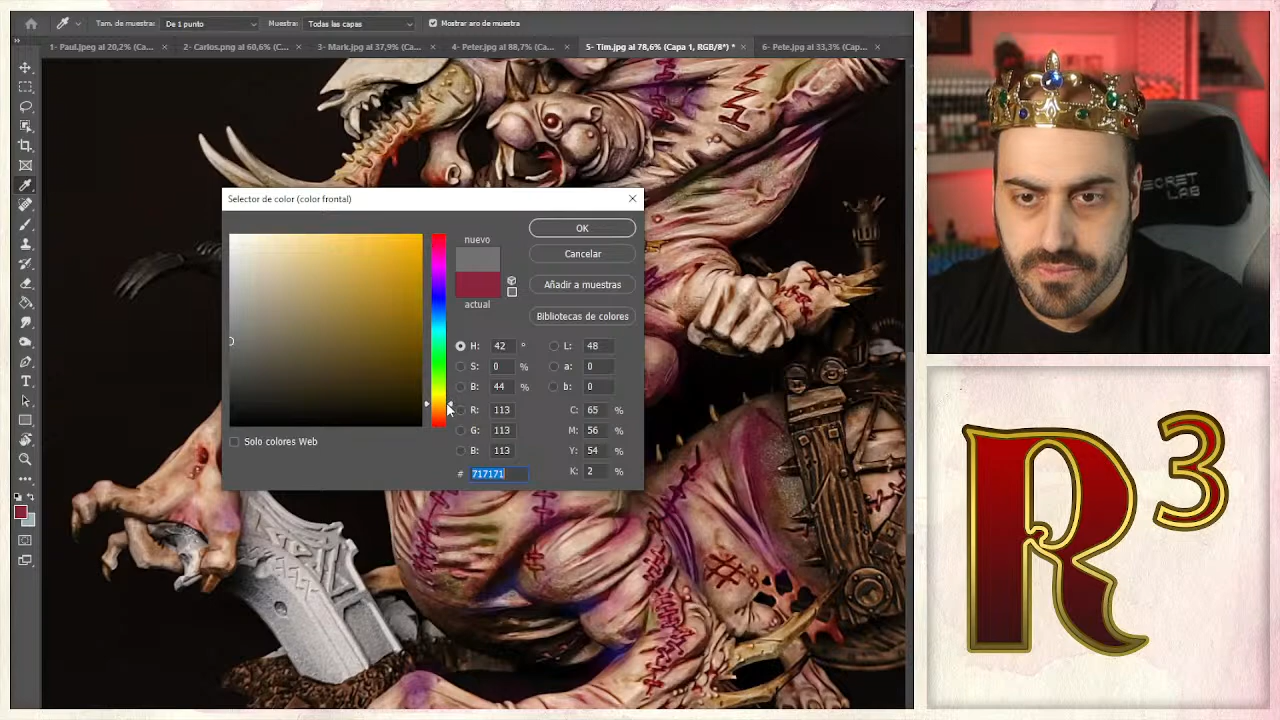 Tam. de muestra: De 1 punto Muestra: Todas las capas Mostrar aro de muestra
1- Paul.jpeg al 20,2% (Ca... × 2- Carlos.png al 60,6% (C... × 3- Mark.jpg al 37,9% (Ca... × 4- Peter.jpg al 88,7% (Ca... × 5- Tim.jpg al 78,6% (Capa 1, RGB/8*) * × 6- Pete.jpg al 33,3% (Cap... ×
Selector de color (color frontal)
nuevo
actual
OK
Cancelar
Añadir a muestras
Bibliotecas de colores
H: 42 ° L: 48
S: 0 % a: 0
B: 44 % b: 0
R: 113 C: 65 %
G: 113 M: 56 %
B: 113 Y: 54 %
# 717171 K: 2 %
Solo colores Web
SECRET
LAB
R3